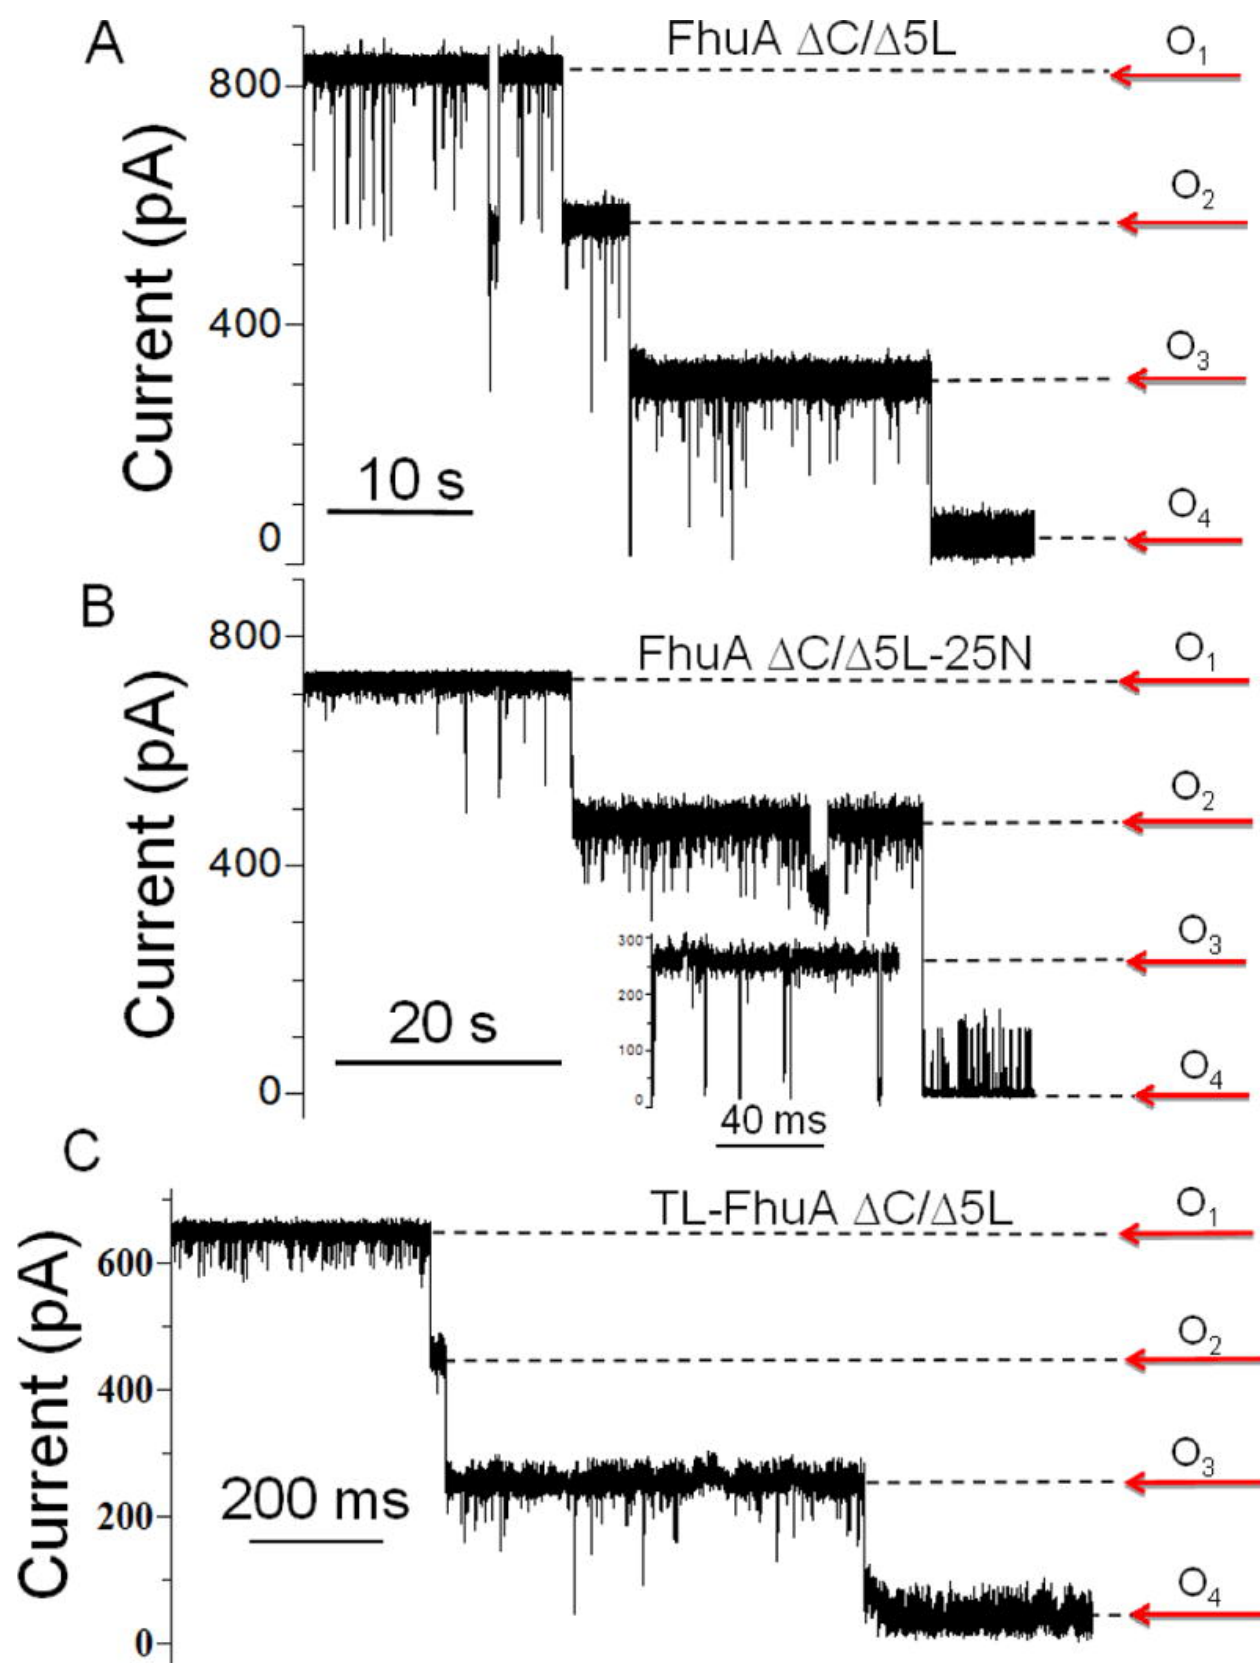 A
FhuA ΔC/Δ5L
O₁
800
O₂
Current (pA)
400
O₃
10 s
O₄
0
B
800
FhuA ΔC/Δ5L-25N
O₁
O₂
Current (pA)
400
O₃
300
200
20 s
100
O₄
0
0
40 ms
C
TL-FhuA ΔC/Δ5L
O₁
600
O₂
Current (pA)
400
O₃
200 ms
200
O₄
0